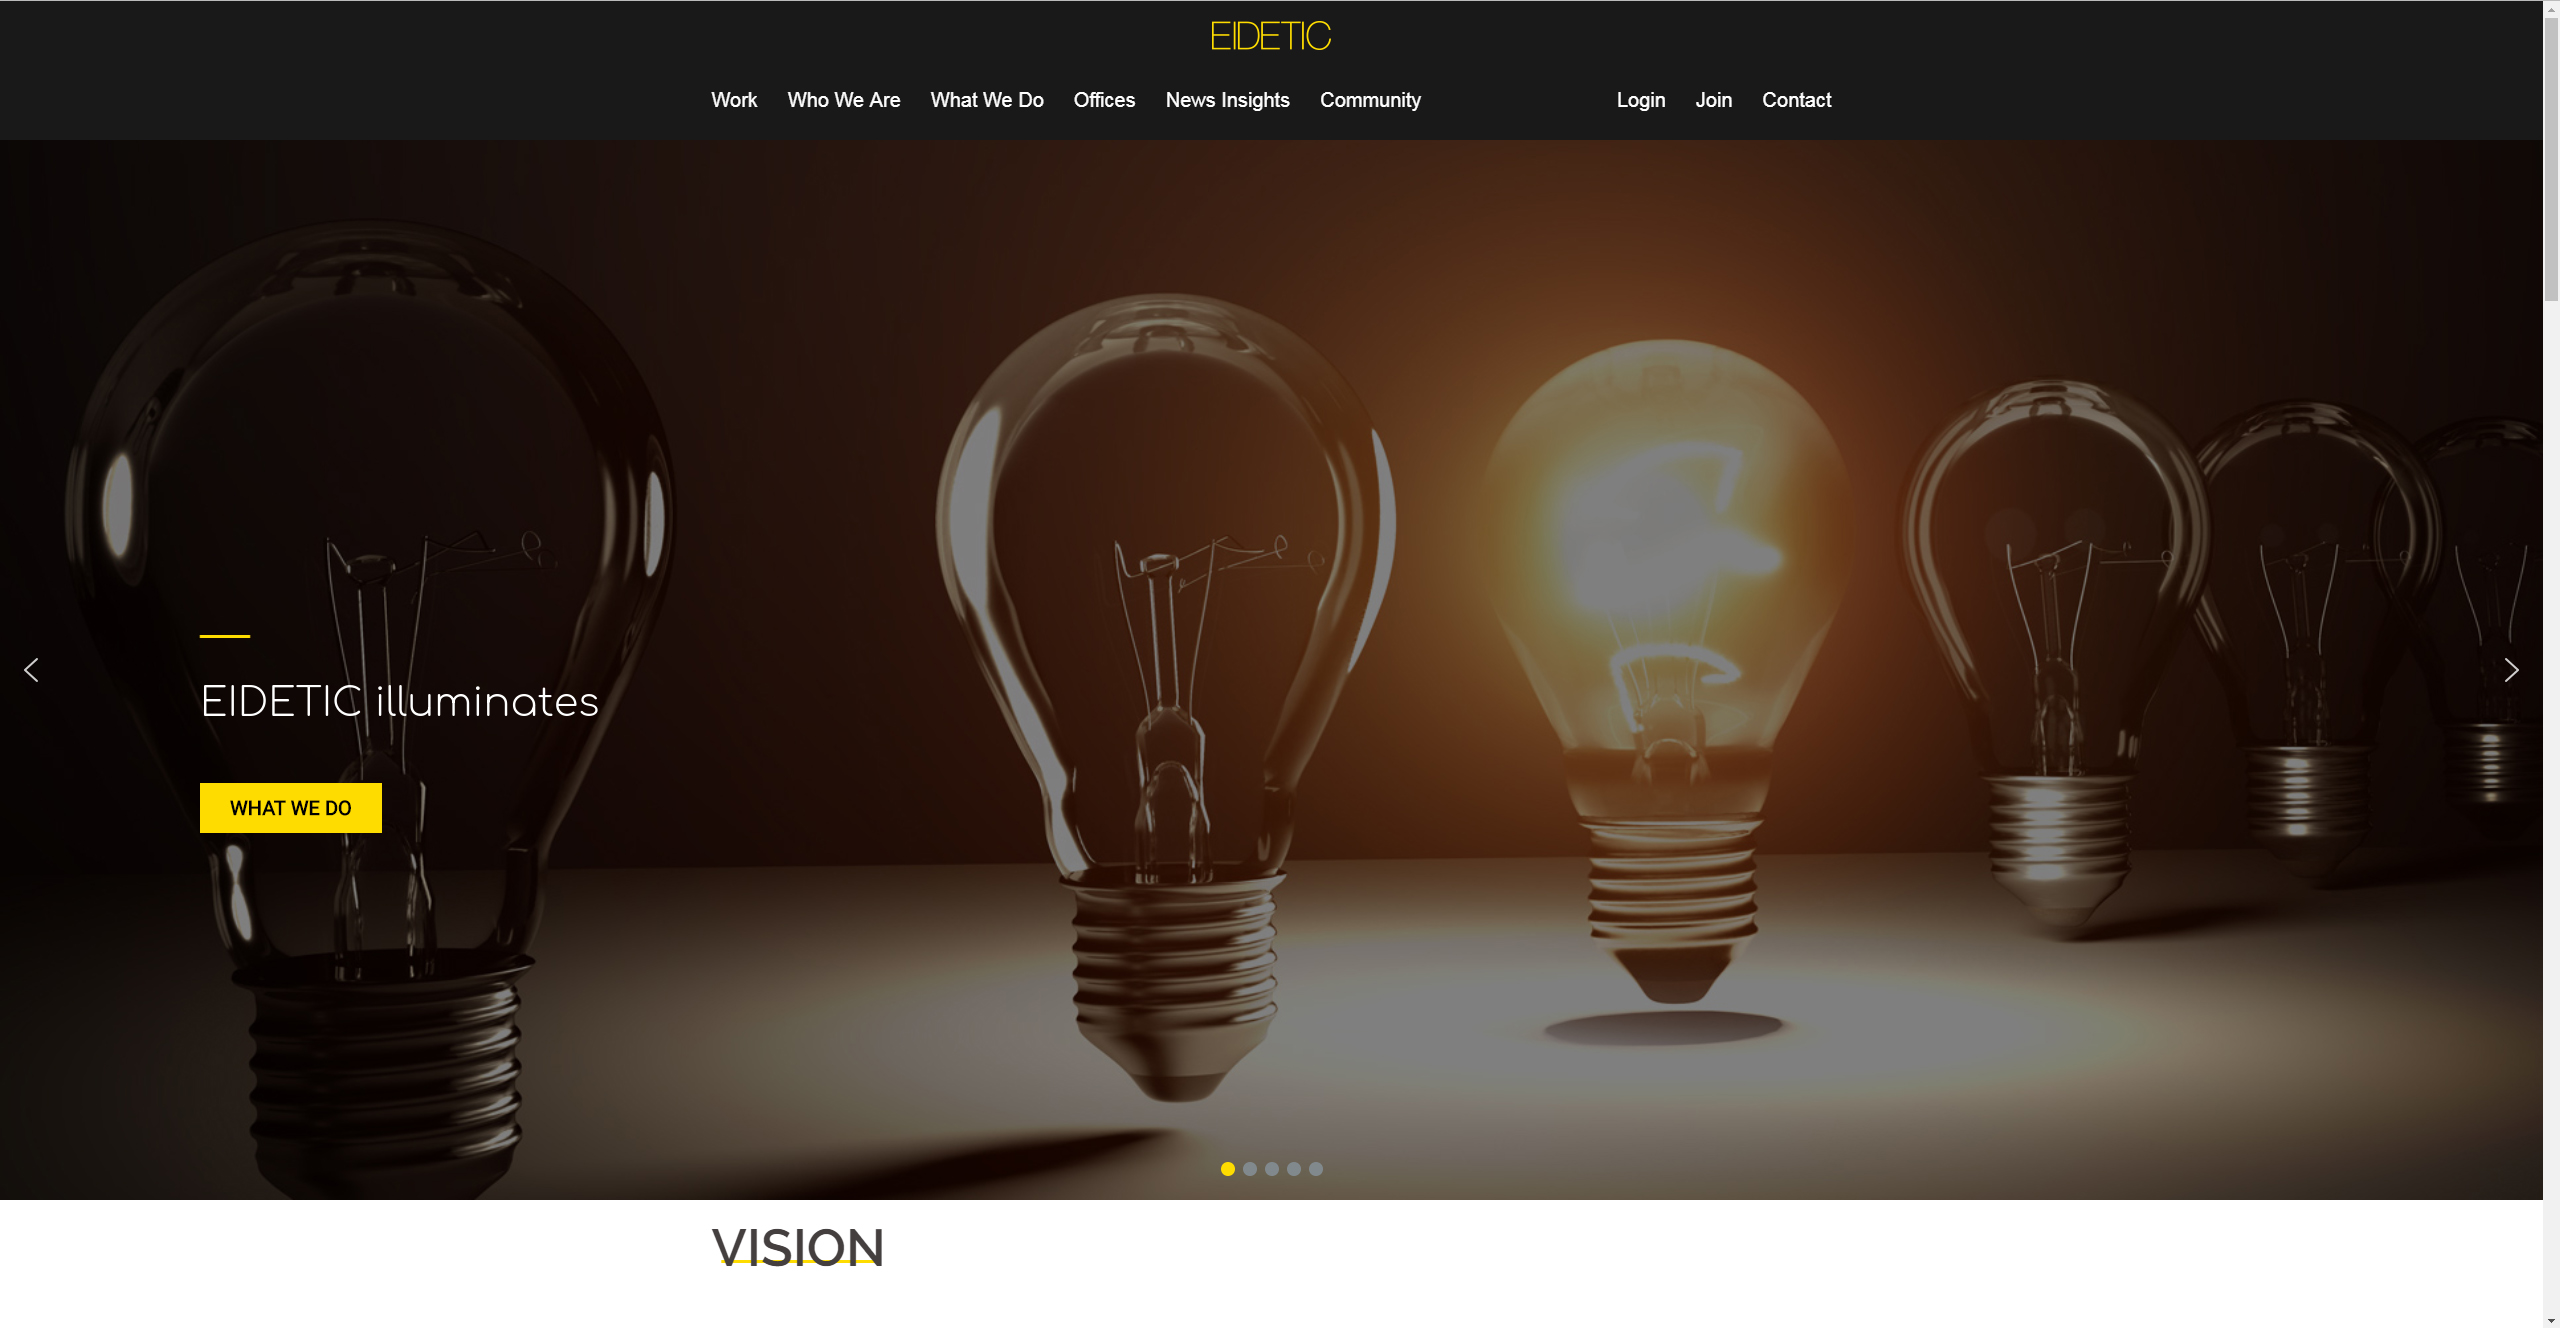 EIDETIC
Work Who We Are What We Do Offices News Insights Community Login Join Contact
EIDETIC illuminates
WHAT WE DO
VISION